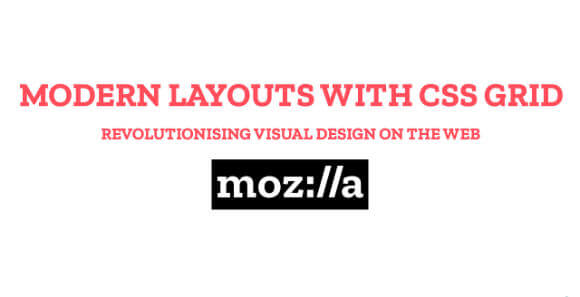 MODERN LAYOUTS WITH CSS GRID
REVOLUTIONISING VISUAL DESIGN ON THE WEB
moz://a